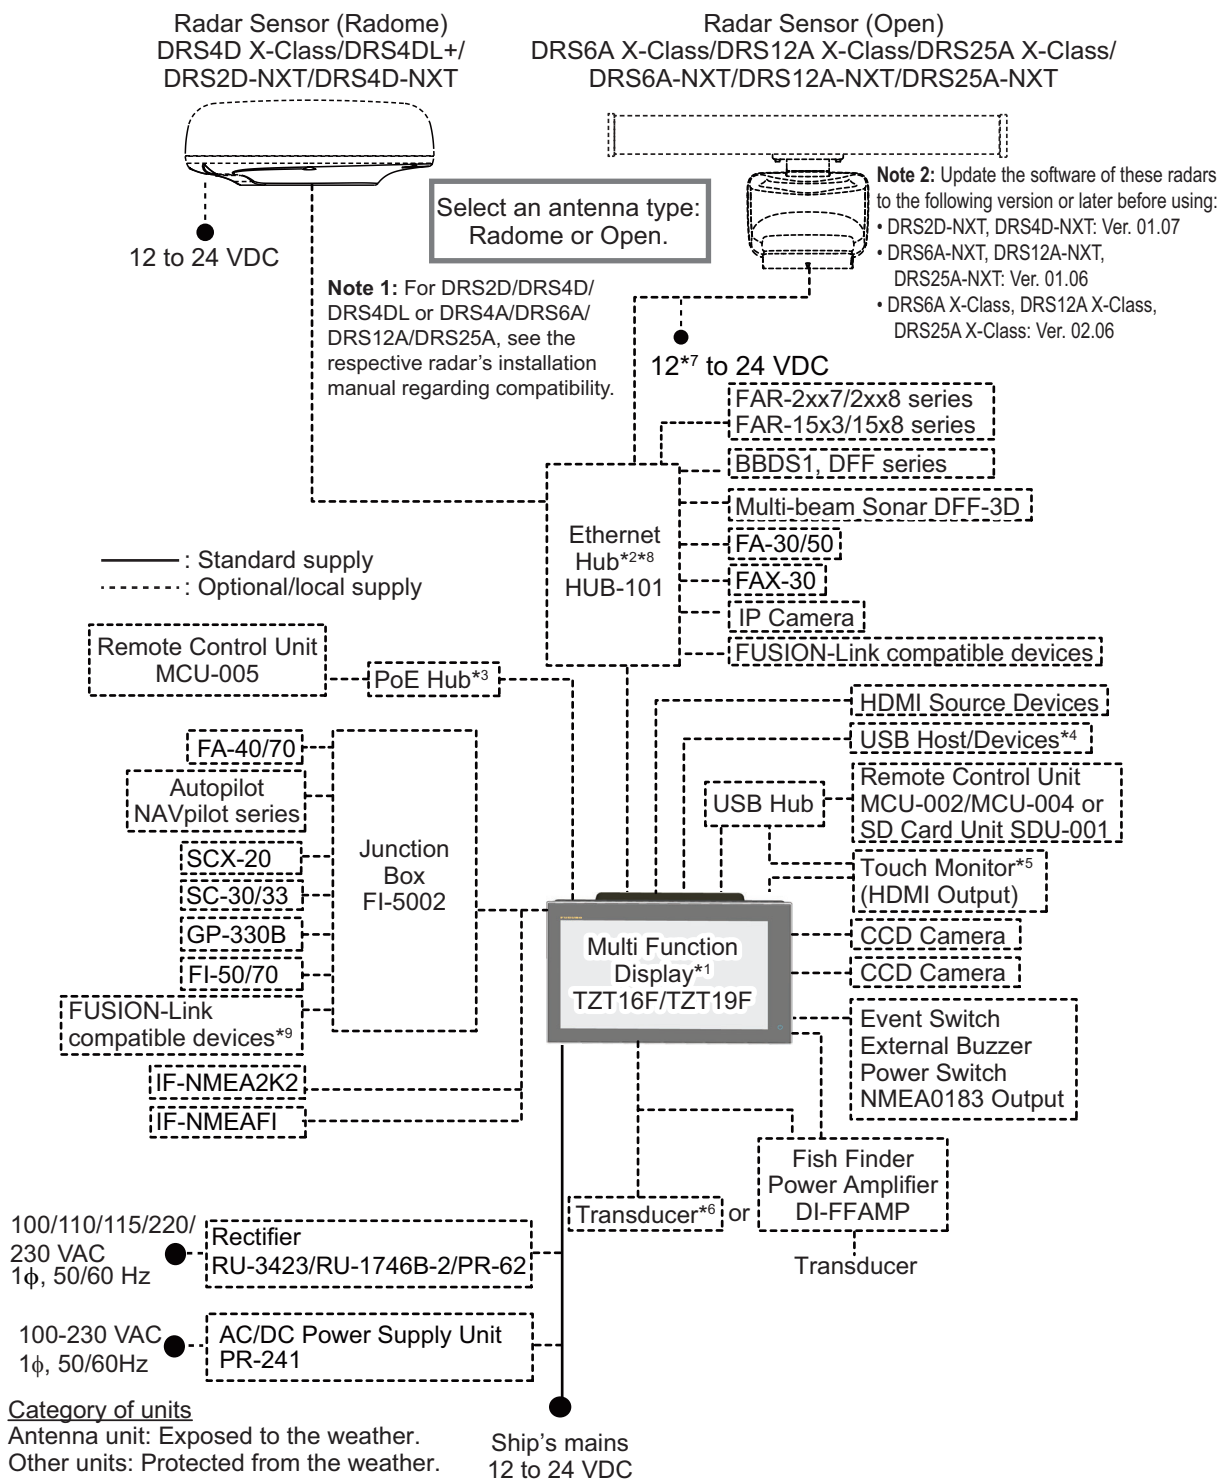 Radar Sensor (Radome)
DRS4D X-Class/DRS4DL+/
DRS2D-NXT/DRS4D-NXT
Radar Sensor (Open)
DRS6A X-Class/DRS12A X-Class/DRS25A X-Class/
DRS6A-NXT/DRS12A-NXT/DRS25A-NXT
12 to 24 VDC
Select an antenna type:
Radome or Open.
Note 2: Update the software of these radars
to the following version or later before using:
• DRS2D-NXT, DRS4D-NXT: Ver. 01.07
• DRS6A-NXT, DRS12A-NXT,
DRS25A-NXT: Ver. 01.06
• DRS6A X-Class, DRS12A X-Class,
DRS25A X-Class: Ver. 02.06
Note 1: For DRS2D/DRS4D/
DRS4DL or DRS4A/DRS6A/
DRS12A/DRS25A, see the
respective radar's installation
manual regarding compatibility.
12*7 to 24 VDC
FAR-2xx7/2xx8 series
FAR-15x3/15x8 series
BBDS1, DFF series
Multi-beam Sonar DFF-3D
FA-30/50
FAX-30
IP Camera
FUSION-Link compatible devices
Ethernet
Hub*2*8
HUB-101
: Standard supply
: Optional/local supply
Remote Control Unit
MCU-005
PoE Hub*3
HDMI Source Devices
USB Host/Devices*4
USB Hub
Remote Control Unit
MCU-002/MCU-004 or
SD Card Unit SDU-001
Touch Monitor*5
(HDMI Output)
CCD Camera
CCD Camera
Event Switch
External Buzzer
Power Switch
NMEA0183 Output
FA-40/70
Autopilot
NAVpilot series
SCX-20
SC-30/33
GP-330B
FI-50/70
FUSION-Link
compatible devices*9
Junction
Box
FI-5002
IF-NMEA2K2
IF-NMEAFI
Multi Function
Display*1
TZT16F/TZT19F
Transducer*6 or
Fish Finder
Power Amplifier
DI-FFAMP
Transducer
100/110/115/220/
230 VAC
1ϕ, 50/60 Hz
Rectifier
RU-3423/RU-1746B-2/PR-62
100-230 VAC
1ϕ, 50/60Hz
AC/DC Power Supply Unit
PR-241
Category of units
Antenna unit: Exposed to the weather.
Other units: Protected from the weather.
Ship's mains
12 to 24 VDC